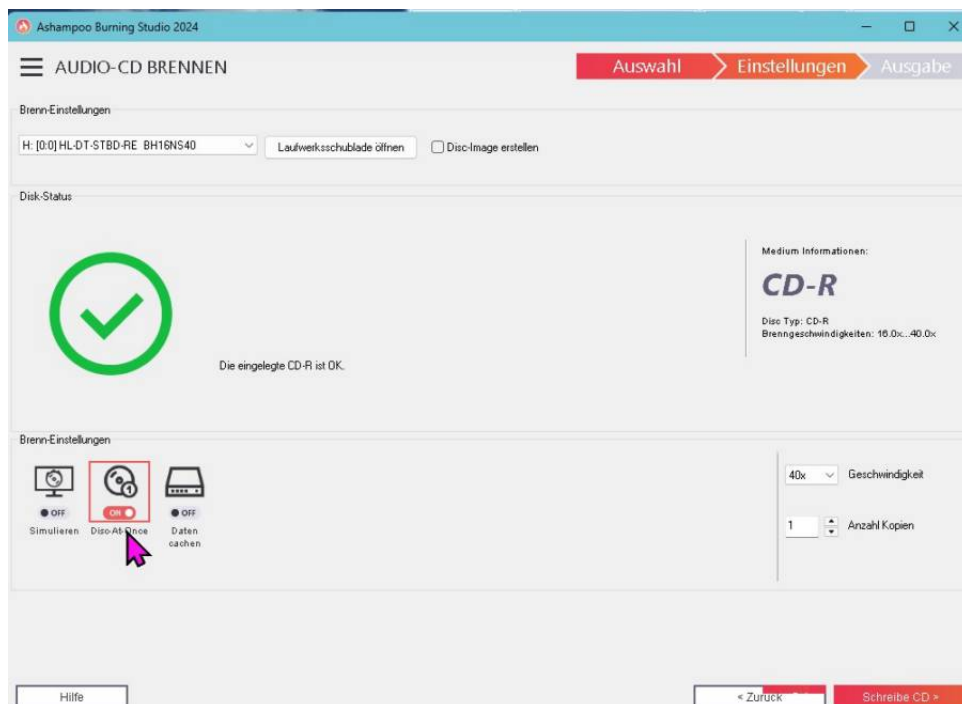 Ashampoo Burning Studio 2024
AUDIO-CD BRENNEN
Auswahl
Einstellungen
Ausgabe
Brenn-Einstellungen
H: [0:0] HL-DT-STBD-RE BH16NS40
Laufwerksschublade öffnen
Disc-Image erstellen
Disk-Status
Medium Informationen:
CD-R
Disc Typ: CD-R
Brenngeschwindigkeiten: 16.0x...40.0x
Die eingelegte CD-R ist OK.
Brenn-Einstellungen
1
OFF
ON
OFF
Simulieren
Disc-At-Once
Daten
cachen
40x
Geschwindigkeit
1
Anzahl Kopien
Hilfe
< Zurück
Schreibe CD >